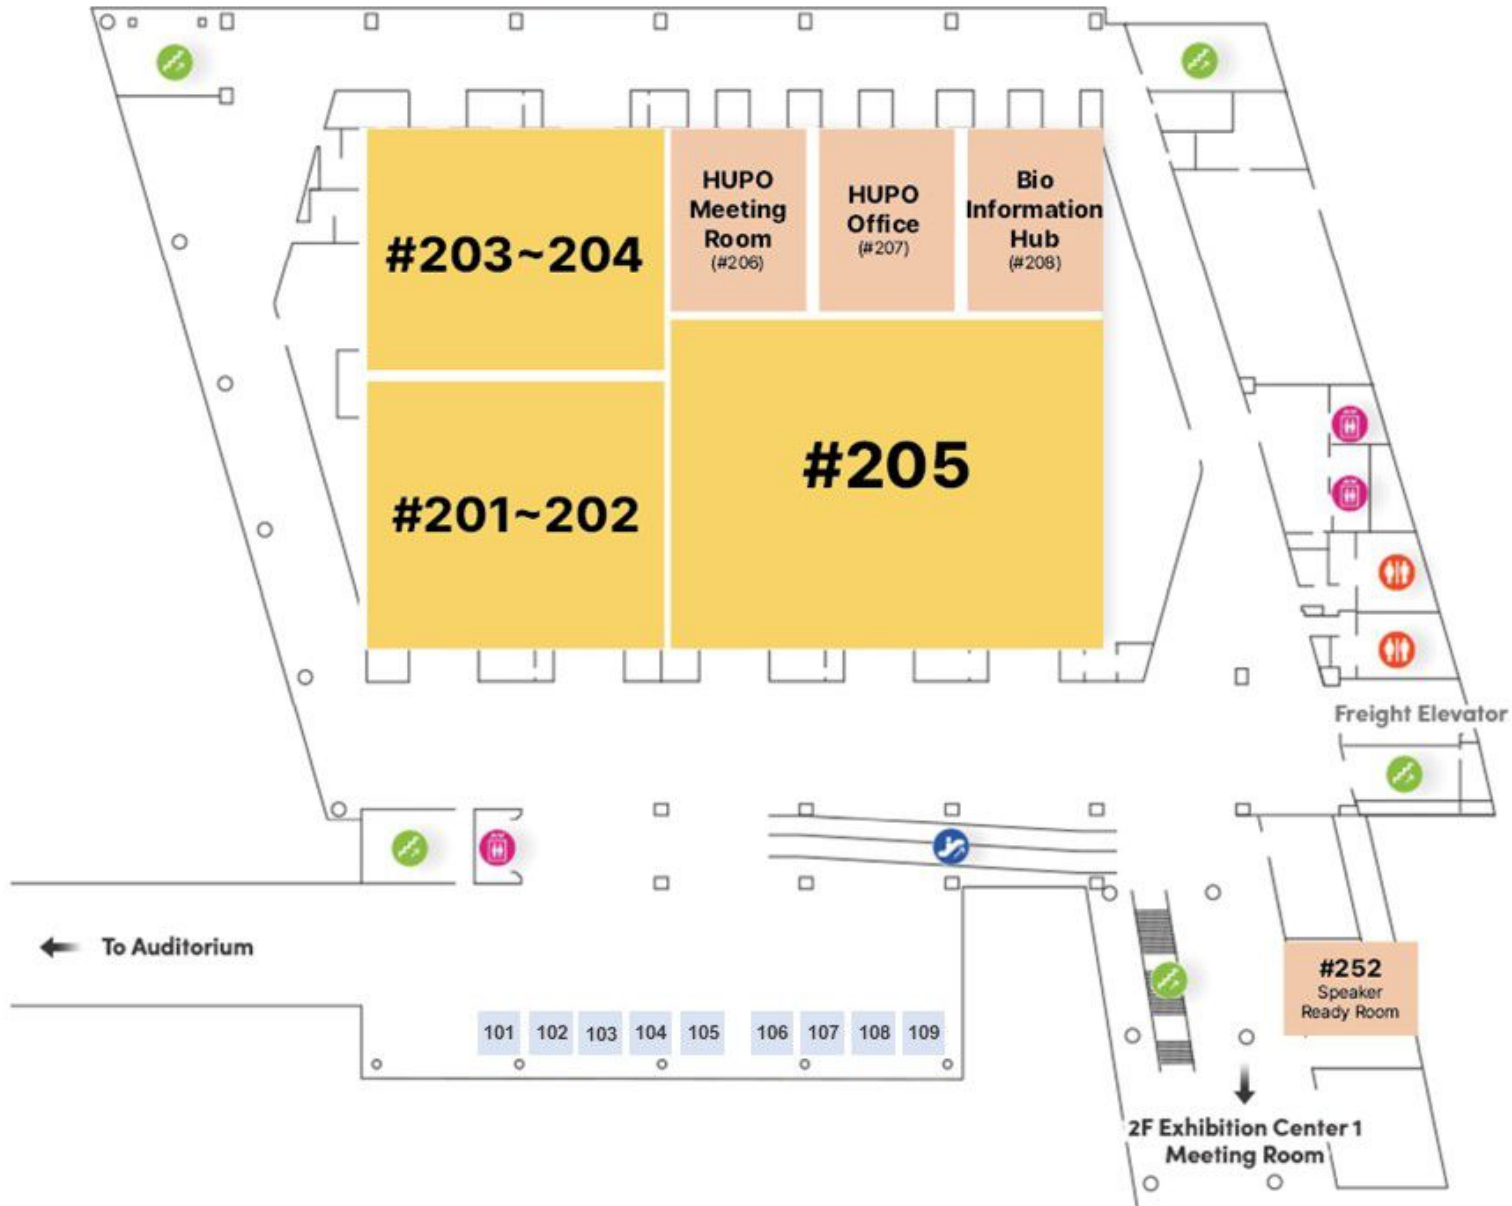 HUPO
Meeting
Room
(#206)
HUPO
Office
(#207)
Bio
Information
Hub
(#208)
#203~204
#205
#201~202
Freight Elevator
To Auditorium
#252
Speaker
Ready Room
101
102
103
104
105
106
107
108
109
2F Exhibition Center 1
Meeting Room